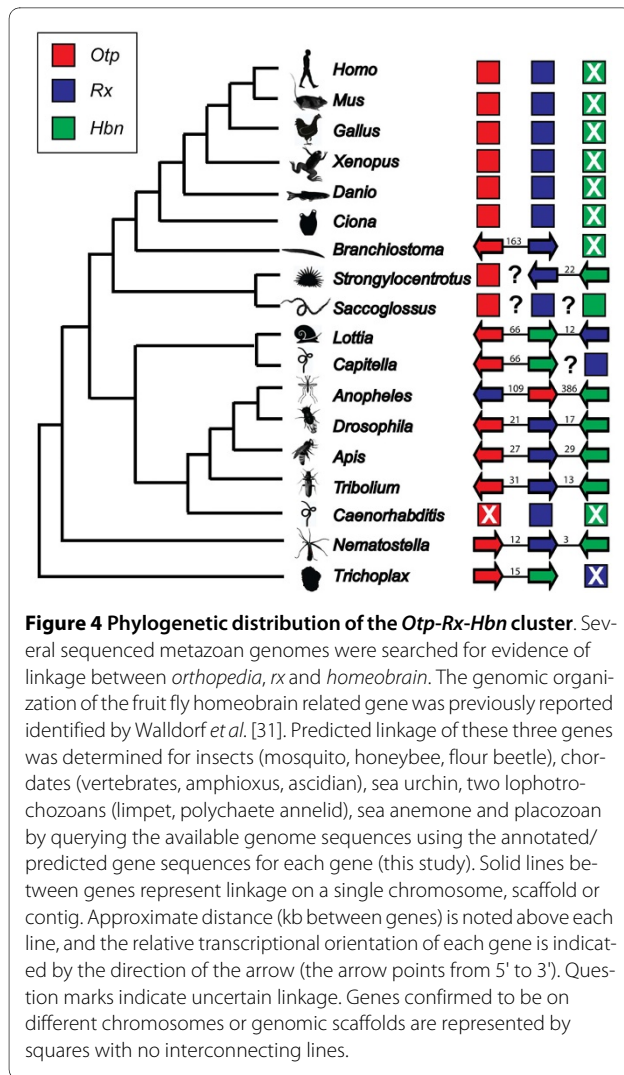 Otp
Rx
Hbn
Homo X
Mus X
Gallus X
Xenopus X
Danio X
Ciona X
Branchiostoma 163 X
Strongylocentrotus ? 22
Saccoglossus ? ?
Lottia 66 12
Capitella 66 ?
Anopheles 109 386
Drosophila 21 17
Apis 27 29
Tribolium 31 13
Caenorhabditis X X
Nematostella 12 3
Trichoplax 15 X
Figure 4 Phylogenetic distribution of the Otp-Rx-Hbn cluster. Sev-
eral sequenced metazoan genomes were searched for evidence of
linkage between orthopedia, rx and homeobrain. The genomic organi-
zation of the fruit fly homeobrain related gene was previously reported
identified by Walldorf et al. [31]. Predicted linkage of these three genes
was determined for insects (mosquito, honeybee, flour beetle), chor-
dates (vertebrates, amphioxus, ascidian), sea urchin, two lophotro-
chozoans (limpet, polychaete annelid), sea anemone and placozoan
by querying the available genome sequences using the annotated/
predicted gene sequences for each gene (this study). Solid lines be-
tween genes represent linkage on a single chromosome, scaffold or
contig. Approximate distance (kb between genes) is noted above each
line, and the relative transcriptional orientation of each gene is indicat-
ed by the direction of the arrow (the arrow points from 5' to 3'). Ques-
tion marks indicate uncertain linkage. Genes confirmed to be on
different chromosomes or genomic scaffolds are represented by
squares with no interconnecting lines.